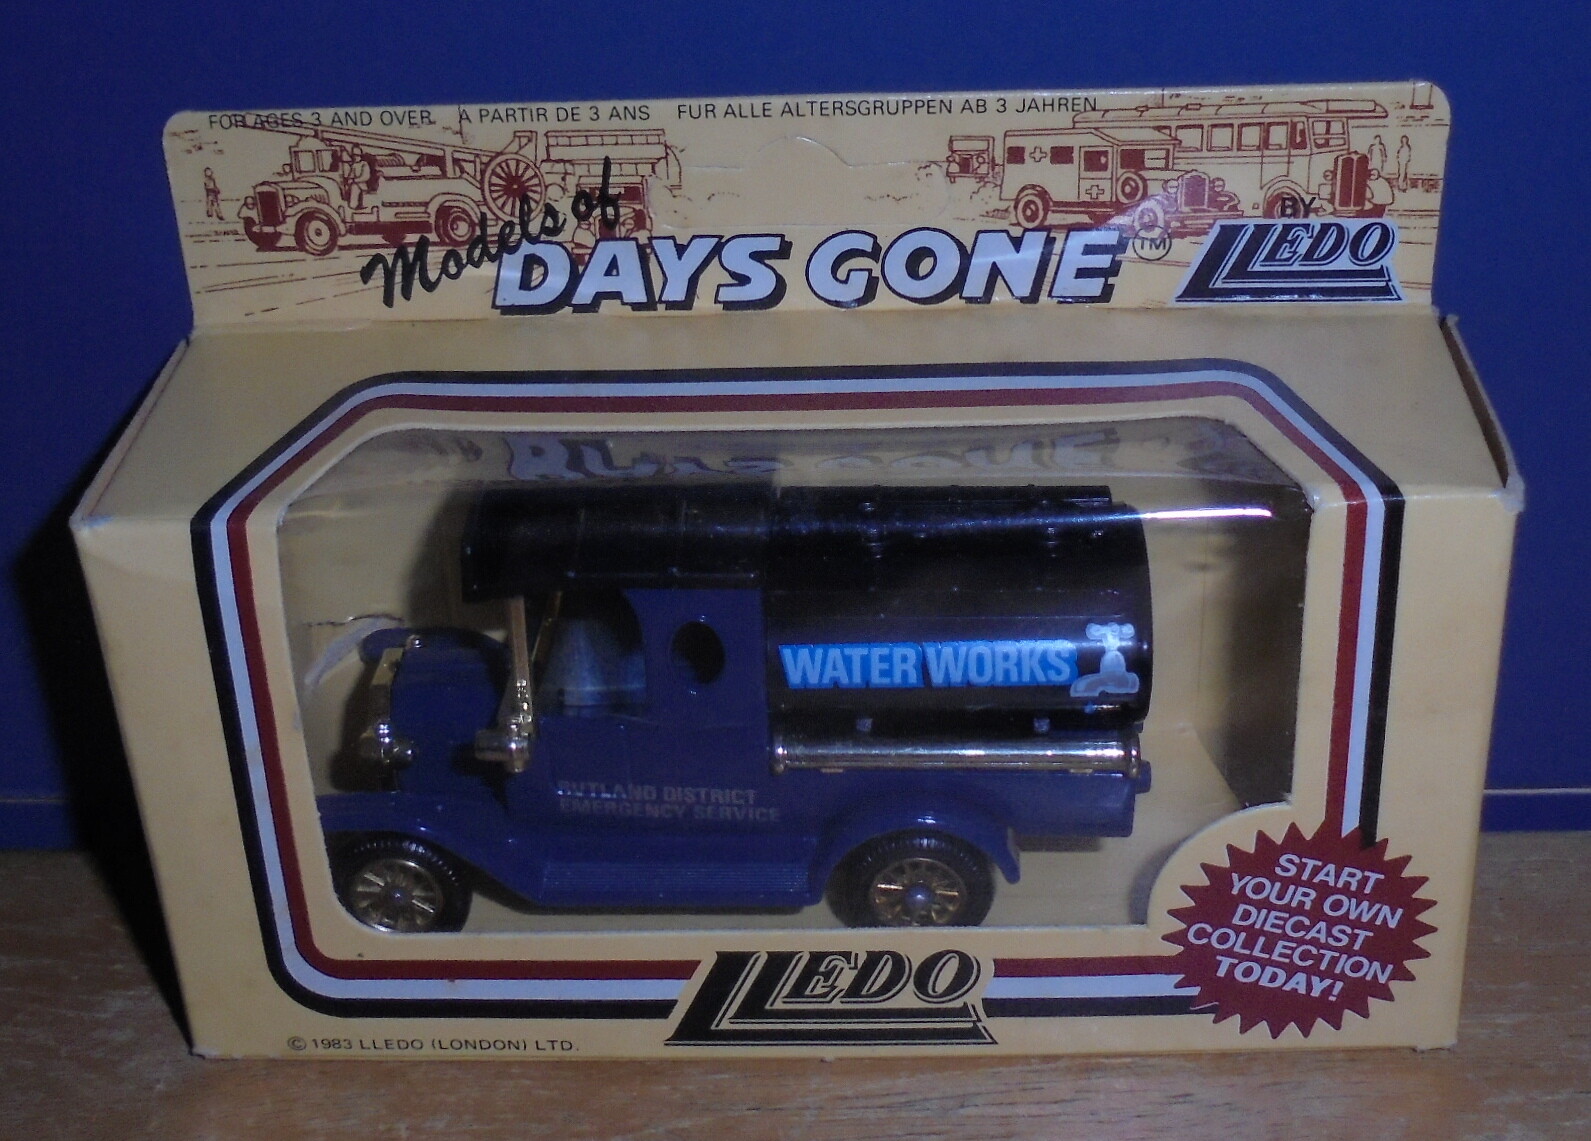 FOR AGES 3 AND OVER. A PARTIR DE 3 ANS FUR ALLE ALTERSGRUPPEN AB 3 JAHREN
Models of
DAYS GONE TM
BY
LLEDO
WATER WORKS
RUTLAND DISTRICT
EMERGENCY SERVICE
START
YOUR OWN
DIECAST
COLLECTION
TODAY!
LLEDO
© 1983 LLEDO (LONDON) LTD.